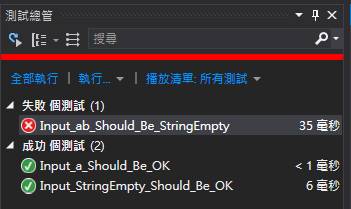 測試總管
搜尋
全部執行 | 執行... | 播放清單: 所有測試
失敗 個測試 (1)
Input_ab_Should_Be_StringEmpty 35 毫秒
成功 個測試 (2)
Input_a_Should_Be_OK < 1 毫秒
Input_StringEmpty_Should_Be_OK 6 毫秒